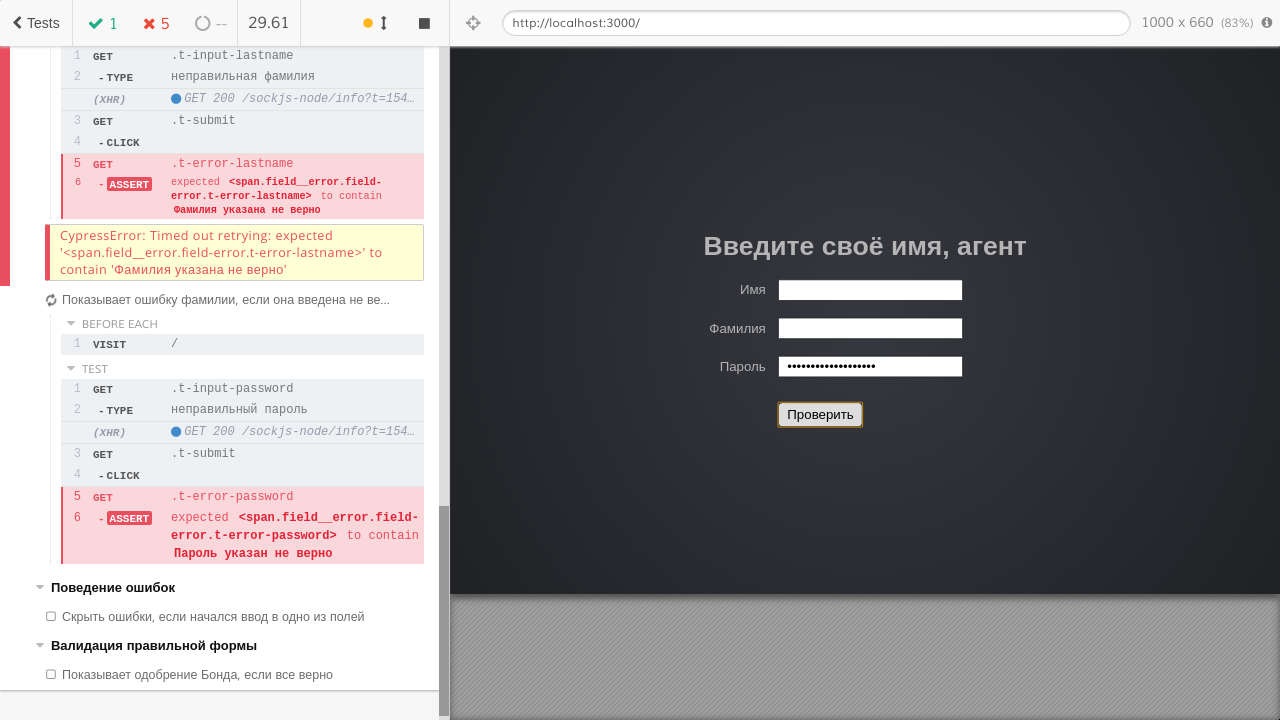 Tests 1 5 -- 29.61
http://localhost:3000/ 1000 x 660 (83%)
1 GET .t-input-lastname
2 - TYPE неправильная фамилия
(XHR) GET 200 /sockjs-node/info?t=154…
3 GET .t-submit
4 - CLICK
5 GET .t-error-lastname
6 - ASSERT expected <span.field__error.field-
error.t-error-lastname> to contain
Фамилия указана не верно
CypressError: Timed out retrying: expected
'<span.field__error.field-error.t-error-lastname>' to
contain 'Фамилия указана не верно'
Показывает ошибку фамилии, если она введена не ве...
BEFORE EACH
1 VISIT /
TEST
1 GET .t-input-password
2 - TYPE неправильный пароль
(XHR) GET 200 /sockjs-node/info?t=154…
3 GET .t-submit
4 - CLICK
5 GET .t-error-password
6 - ASSERT expected <span.field__error.field-
error.t-error-password> to contain
Пароль указан не верно
Поведение ошибок
Скрыть ошибки, если начался ввод в одно из полей
Валидация правильной формы
Показывает одобрение Бонда, если все верно
Введите своё имя, агент
Имя
Фамилия
Пароль •••••••••••••••••••
Проверить